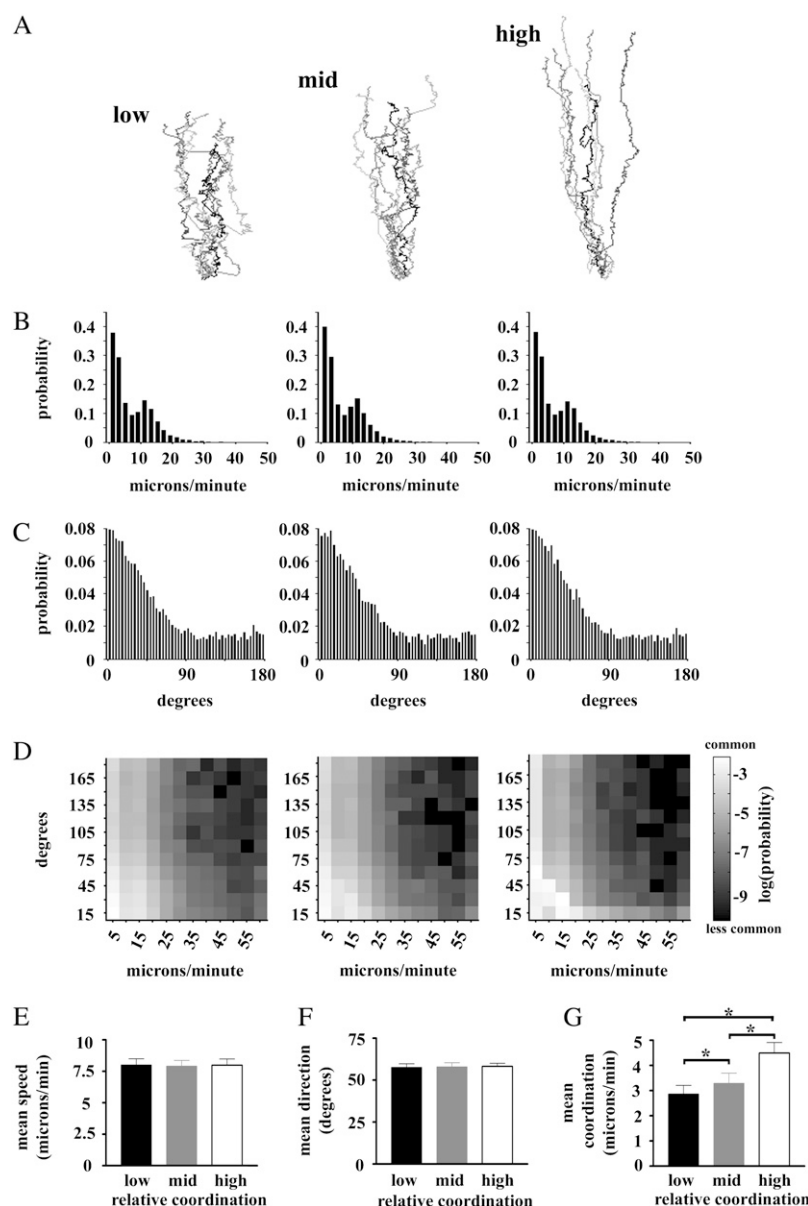 A
low
mid
high
B
probability
0.4
0.3
0.2
0.1
0
0 10 20 30 40 50
microns/minute
0.4
0.3
0.2
0.1
0
0 10 20 30 40 50
microns/minute
0.4
0.3
0.2
0.1
0
0 10 20 30 40 50
microns/minute
C
probability
0.08
0.06
0.04
0.02
0
0 90 180
degrees
0.08
0.06
0.04
0.02
0
0 90 180
degrees
0.08
0.06
0.04
0.02
0
0 90 180
degrees
D
degrees
165
135
105
75
45
15
5 15 25 35 45 55
microns/minute
165
135
105
75
45
15
5 15 25 35 45 55
microns/minute
165
135
105
75
45
15
5 15 25 35 45 55
microns/minute
common
-3
-5
-7
-9
less common
log(probability)
E
mean speed
(microns/min)
10
7.5
5
2.5
0
low mid high
relative coordination
F
mean direction
(degrees)
75
50
25
0
low mid high
relative coordination
G
mean
coordination
(microns/min)
5
4
3
2
1
0
* * *
low mid high
relative coordination